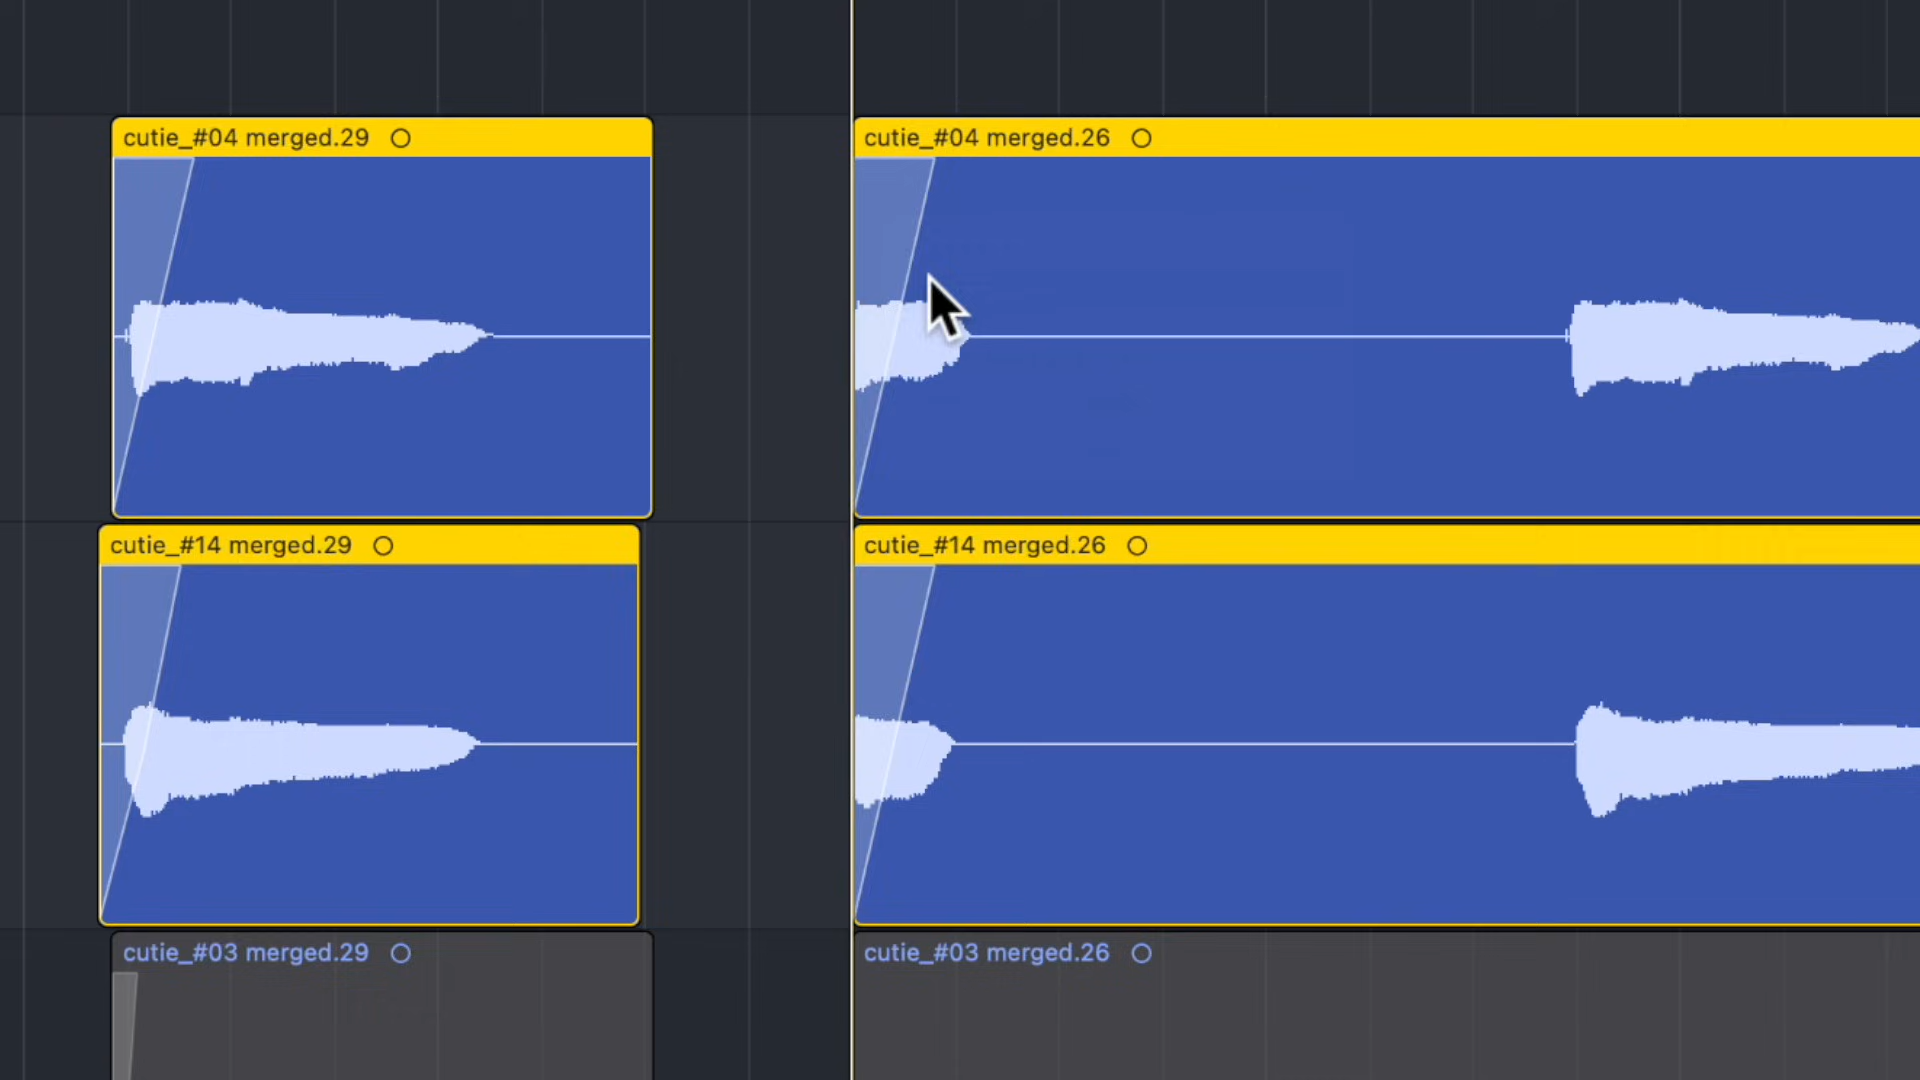 cutie_#04 merged.29
cutie_#04 merged.26
cutie_#14 merged.29
cutie_#14 merged.26
cutie_#03 merged.29
cutie_#03 merged.26